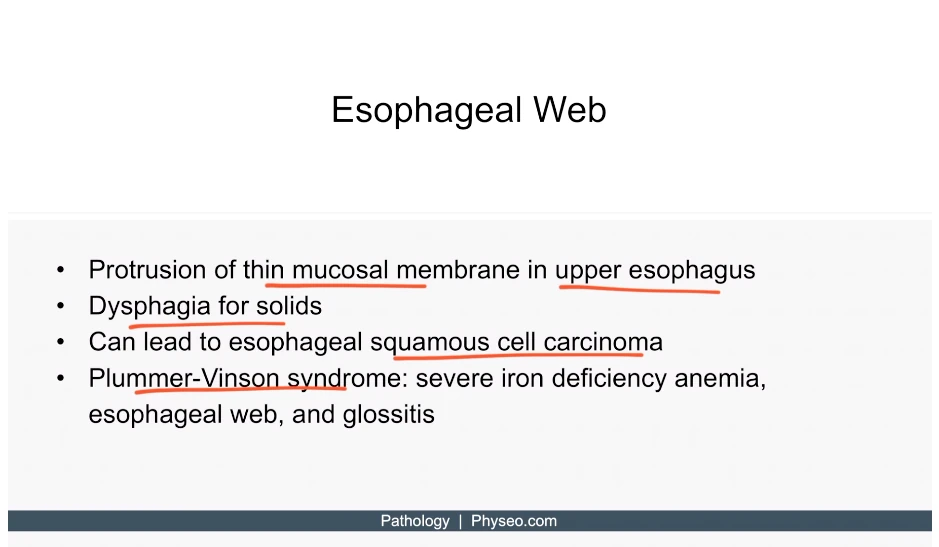 Esophageal Web
• Protrusion of thin mucosal membrane in upper esophagus
• Dysphagia for solids
• Can lead to esophageal squamous cell carcinoma
• Plummer-Vinson syndrome: severe iron deficiency anemia,
esophageal web, and glossitis
Pathology | Physeo.com